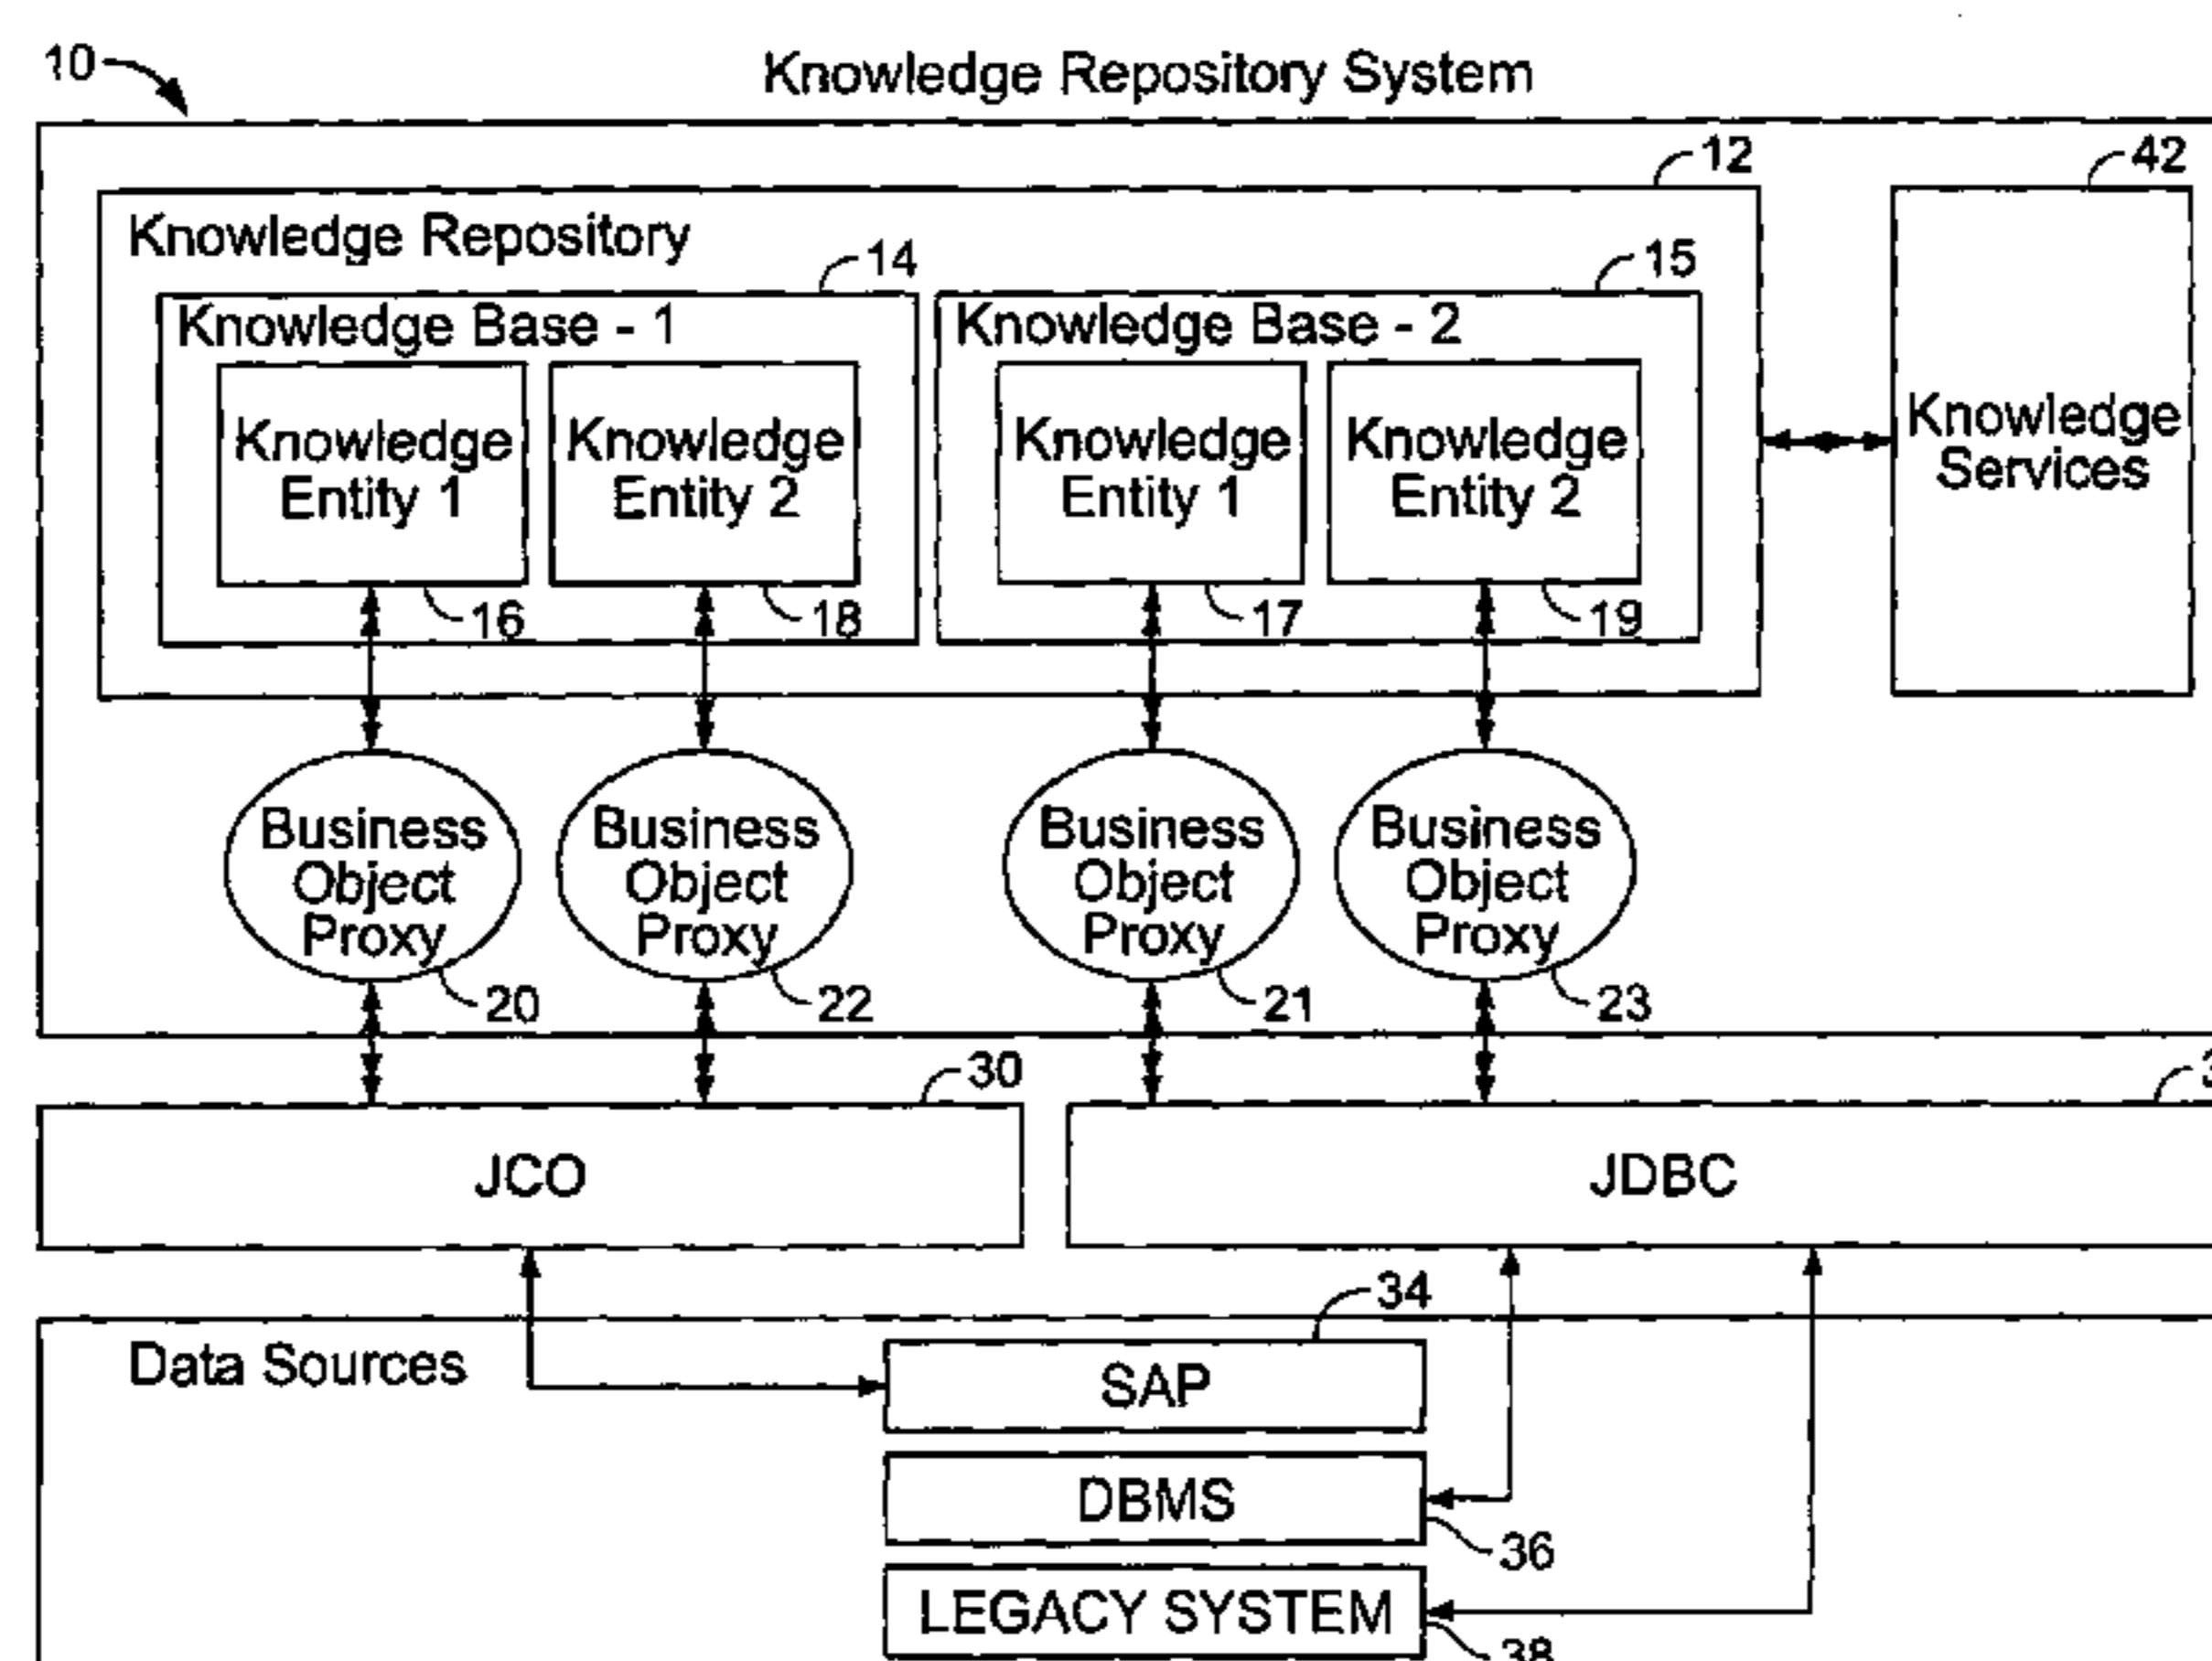 10
Knowledge Repository System
12
42
Knowledge Repository
14
15
Knowledge Base - 1
Knowledge Base - 2
Knowledge
Entity 1
Knowledge
Entity 2
Knowledge
Entity 1
Knowledge
Entity 2
Knowledge
Services
16
18
17
19
Business
Object
Proxy
Business
Object
Proxy
Business
Object
Proxy
Business
Object
Proxy
20
22
21
23
30
JCO
JDBC
34
Data Sources
SAP
DBMS
36
LEGACY SYSTEM
38